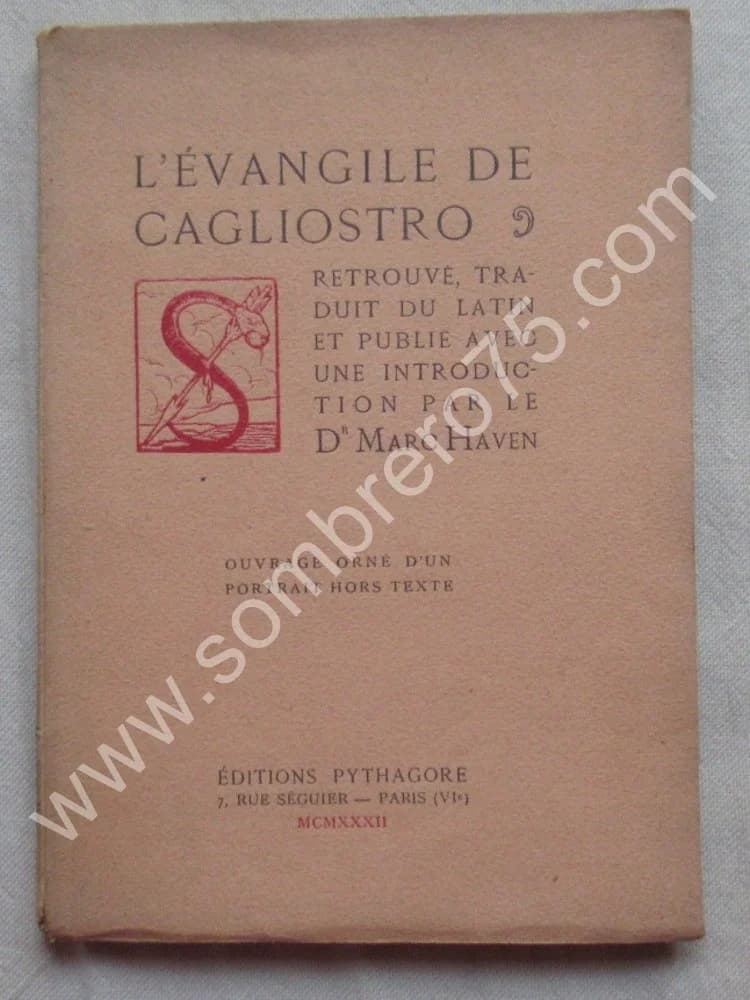 L'ÉVANGILE DE
CAGLIOSTRO
RETROUVÉ, TRA-
DUIT DU LATIN
ET PUBLIÉ AVEC
UNE INTRODUC-
TION PAR LE
DR MARC HAVEN
OUVRAGE ORNÉ D'UN
PORTRAIT HORS TEXTE
ÉDITIONS PYTHAGORE
7, RUE SÉGUIER — PARIS (VIe)
MCMXXXII
www.sombrero75.com